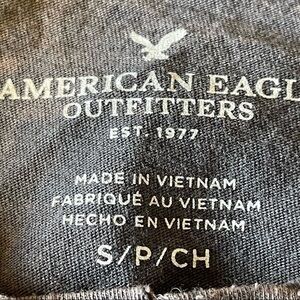 AMERICAN EAGL
OUTFITTERS
EST. 1977
MADE IN VIETNAM
FABRIQUÉ AU VIETNAM
HECHO EN VIETNAM
S/P/CH